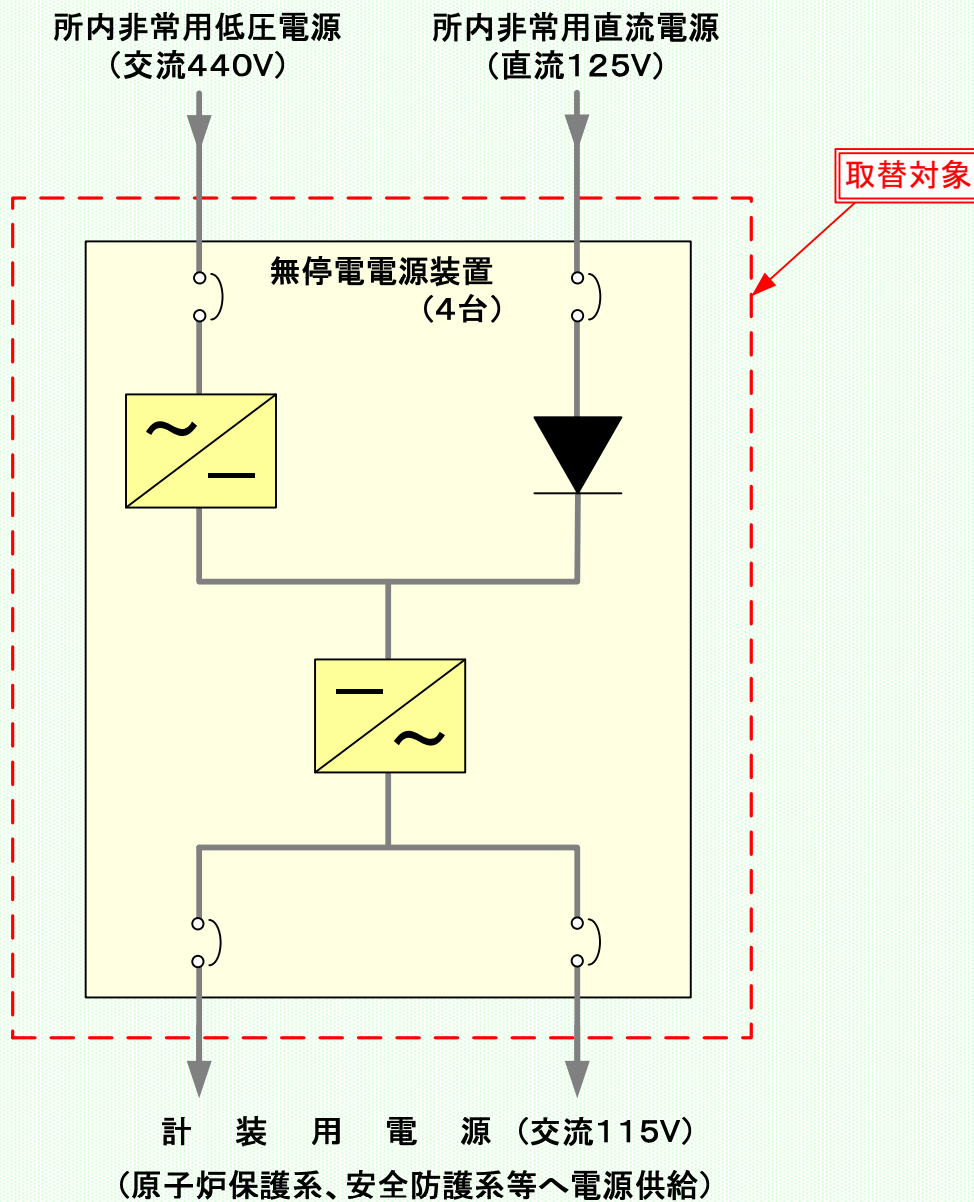 所内非常用低圧電源
(交流440V)
所内非常用直流電源
(直流125V)
取替対象
無停電電源装置
(4台)
計装用電源(交流115V)
(原子炉保護系、安全防護系等へ電源供給)